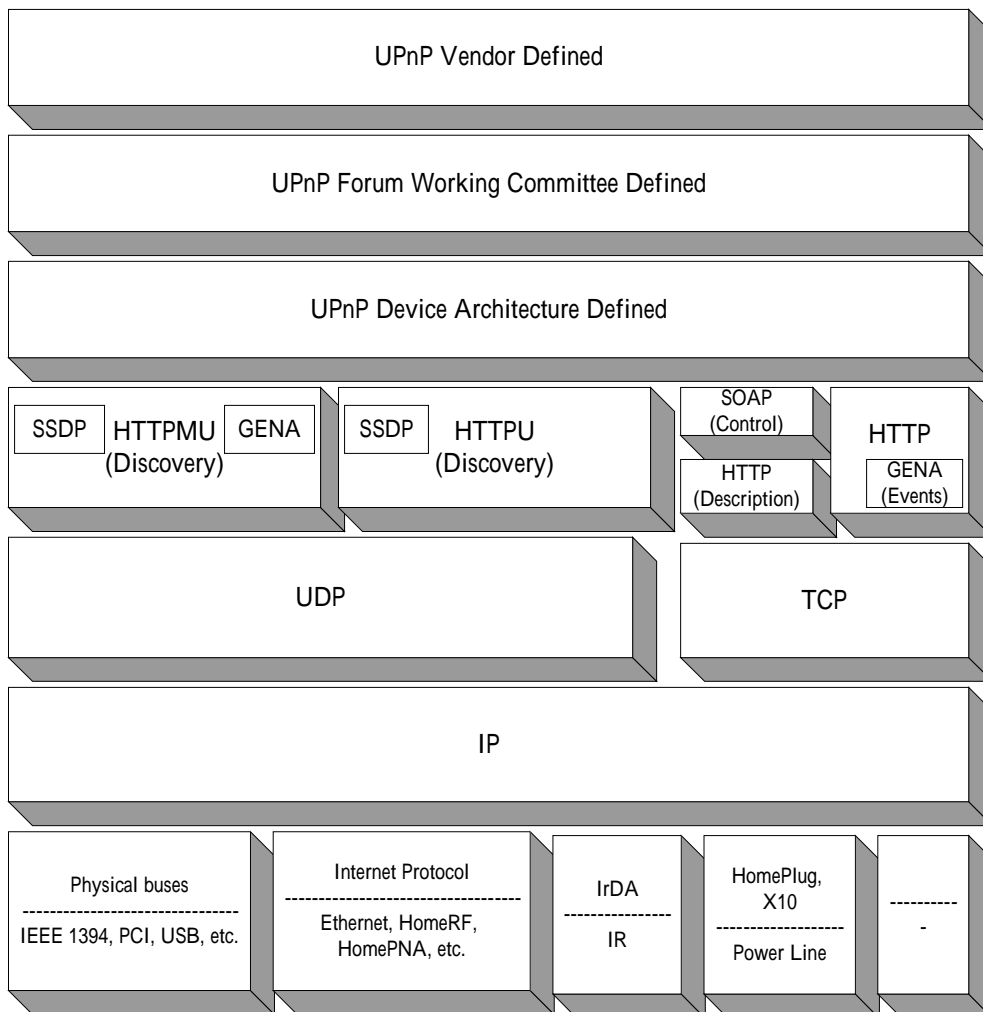 UPnP Vendor Defined
UPnP Forum Working Committee Defined
UPnP Device Architecture Defined
SSDP
HTTPMU
(Discovery)
GENA
SSDP
HTTPU
(Discovery)
SOAP
(Control)
HTTP
(Description)
HTTP
GENA
(Events)
UDP
TCP
IP
Physical buses
--------------------------------
IEEE 1394, PCI, USB, etc.
Internet Protocol
-----------------------------------
Ethernet, HomeRF,
HomePNA, etc.
IrDA
----------------
IR
HomePlug,
X10
-------------------
Power Line
----------
-